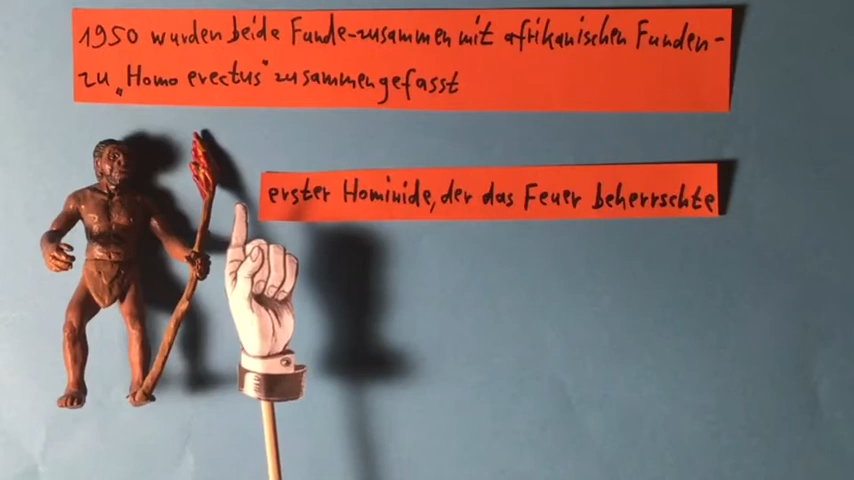 1950 wurden beide Funde-zusammen mit afrikanischen Funden-
zu „Homo erectus" zusammengefasst
erster Hominide, der das Feuer beherrschte